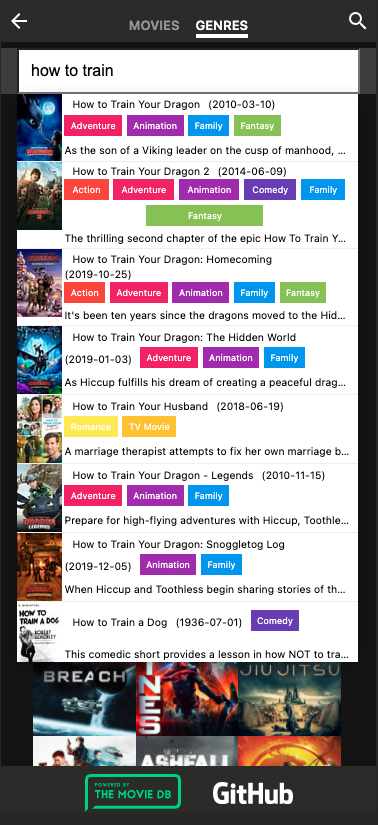 MOVIES GENRES
how to train
How to Train Your Dragon (2010-03-10)
Adventure Animation Family Fantasy
As the son of a Viking leader on the cusp of manhood, ...
How to Train Your Dragon 2 (2014-06-09)
Action Adventure Animation Comedy Family
Fantasy
The thrilling second chapter of the epic How To Train Y...
How to Train Your Dragon: Homecoming
(2019-10-25)
Action Adventure Animation Family Fantasy
It's been ten years since the dragons moved to the Hid...
How to Train Your Dragon: The Hidden World
(2019-01-03) Adventure Animation Family
As Hiccup fulfills his dream of creating a peaceful drag...
How to Train Your Husband (2018-06-19)
Romance TV Movie
A marriage therapist attempts to fix her own marriage b...
How to Train Your Dragon - Legends (2010-11-15)
Adventure Animation Family
Prepare for high-flying adventures with Hiccup, Toothle...
How to Train Your Dragon: Snoggletog Log
(2019-12-05) Animation Family
When Hiccup and Toothless begin sharing stories of th...
HOW TO
TRAIN A DOG
How to Train a Dog (1936-07-01) Comedy
This comedic short provides a lesson in how NOT to tra...
BREACH
INES
JIU JITSU
ASHFALL
POWERED BY
THE MOVIE DB
GitHub